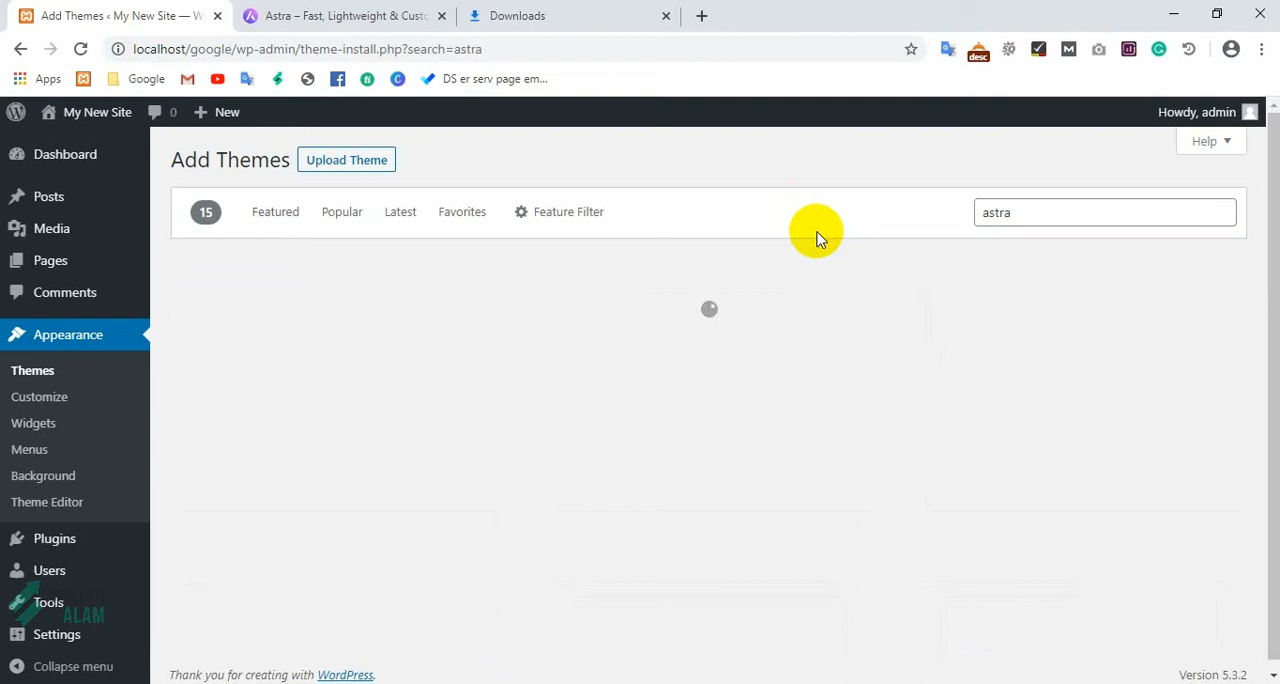 Add Themes ‹ My New Site — W
Astra – Fast, Lightweight & Custo
Downloads
localhost/google/wp-admin/theme-install.php?search=astra
desc
Apps
Google
DS er serv page em...
My New Site
0
New
Howdy, admin
Dashboard
Posts
Media
Pages
Comments
Appearance
Themes
Customize
Widgets
Menus
Background
Theme Editor
Plugins
Users
Tools
ALAM
Settings
Collapse menu
Add Themes
Upload Theme
Help
15
Featured
Popular
Latest
Favorites
Feature Filter
astra
Thank you for creating with WordPress.
Version 5.3.2